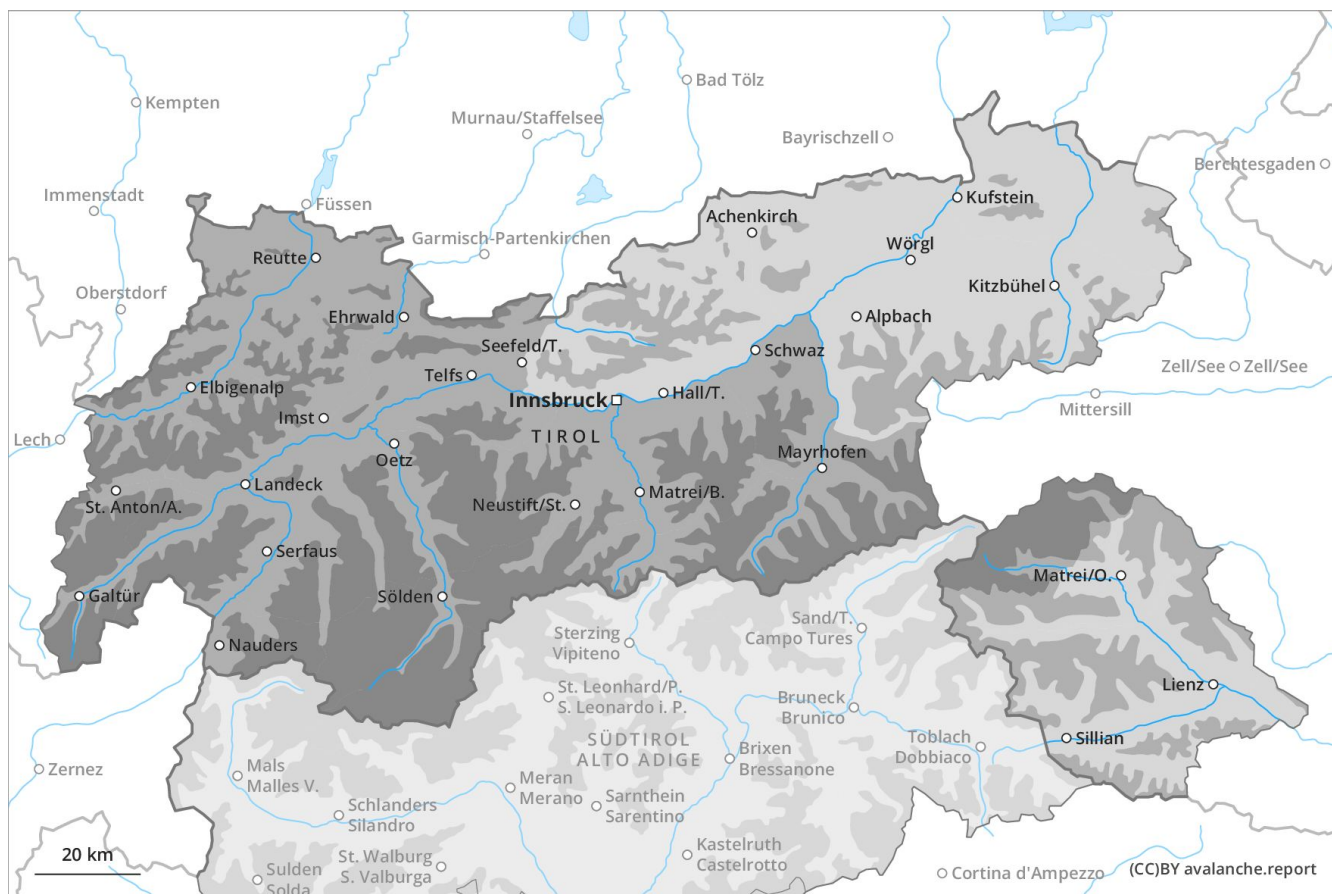 Bad Tölz
Kempten
Murnau/Staffelsee
Bayrischzell
Berchtesgaden
Immenstadt
Füssen
Kufstein
Achenkirch
Garmisch-Partenkirchen
Wörgl
Reutte
Oberstdorf
Kitzbühel
Ehrwald
Alpbach
Seefeld/T.
Schwaz
Telfs
Zell/See
Zell/See
Elbigenalp
Hall/T.
Innsbruck
Mittersill
Imst
Lech
TIROL
Oetz
Mayrhofen
Landeck
Matrei/B.
St. Anton/A.
Neustift/St.
Serfaus
Matrei/O.
Galtür
Sölden
Sand/T.
Campo Tures
Sterzing
Vipiteno
Nauders
Lienz
St. Leonhard/P.
S. Leonardo i. P.
Bruneck
Brunico
SÜDTIROL
ALTO ADIGE
Toblach
Dobbiaco
Sillian
Brixen
Bressanone
Zernez
Mals
Malles V.
Meran
Merano
Sarnthein
Sarentino
Schlanders
Silandro
Kastelruth
Castelrotto
20 km
St. Walburg
S. Valburga
Sulden
Solda
Cortina d'Ampezzo
(CC)BY avalanche.report